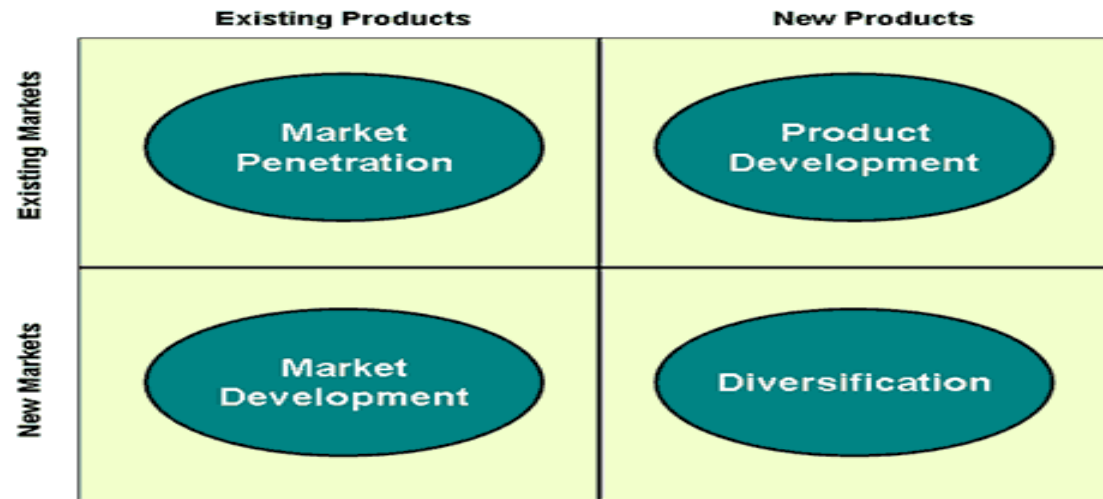 Existing Products
New Products
Existing Markets
Market
Penetration
Product
Development
New Markets
Market
Development
Diversification